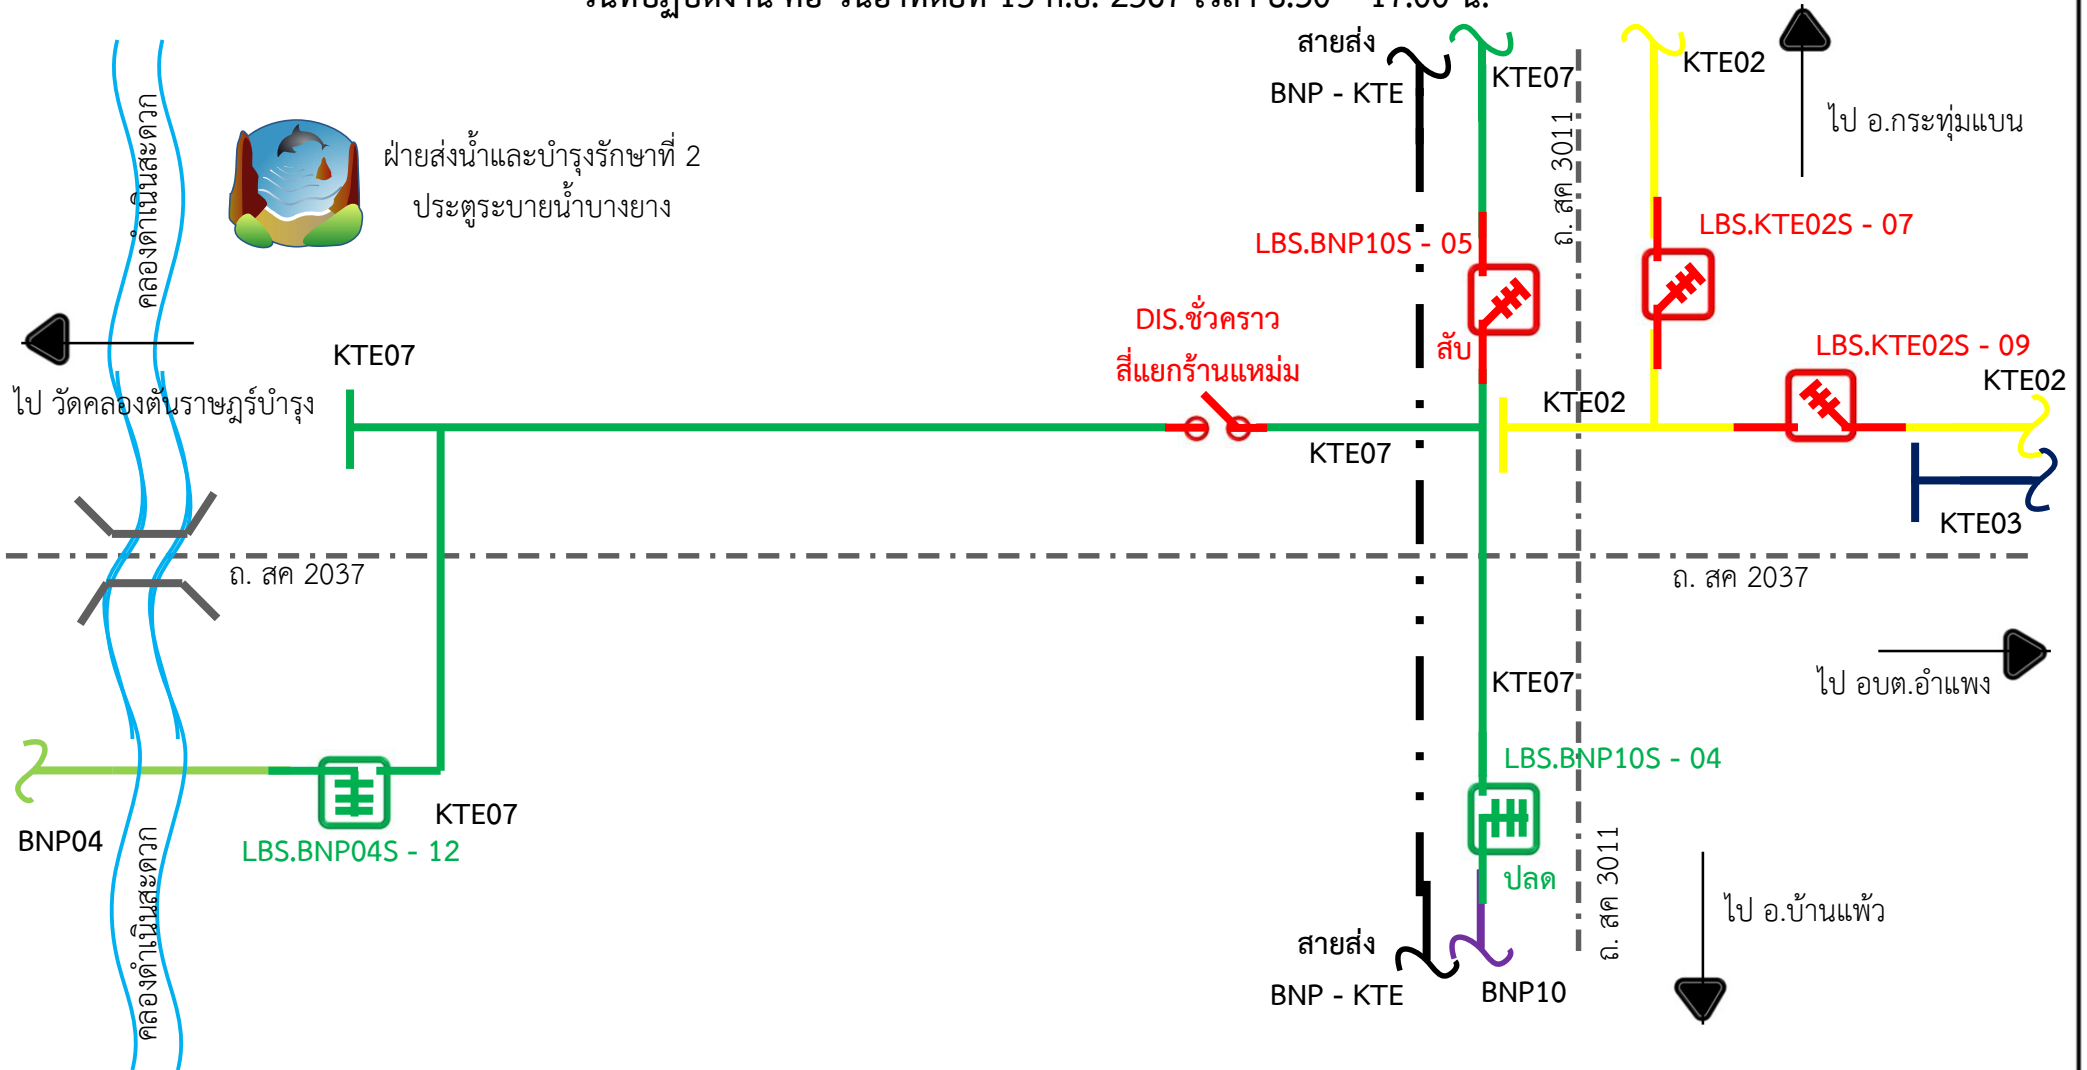 สายส่ง
BNP - KTE
KTE07
KTE02
ไป อ.กระทุ่มแบน
ถ. สค 3011
คลองดำเนินสะดวก
ฝ่ายส่งน้ำและบำรุงรักษาที่ 2
ประตูระบายน้ำบางยาง
LBS.BNP10S - 05
LBS.KTE02S - 07
DIS.ชั่วคราว
สี่แยกร้านแหม่ม
สับ
LBS.KTE02S - 09
KTE02
KTE07
ไป วัดคลองตันราษฎร์บำรุง
KTE02
KTE07
KTE03
ถ. สค 2037
ถ. สค 2037
KTE07
ไป อบต.อำแพง
LBS.BNP10S - 04
BNP04
KTE07
LBS.BNP04S - 12
ปลด
ถ. สค 3011
คลองดำเนินสะดวก
ไป อ.บ้านแพ้ว
สายส่ง
BNP - KTE
BNP10